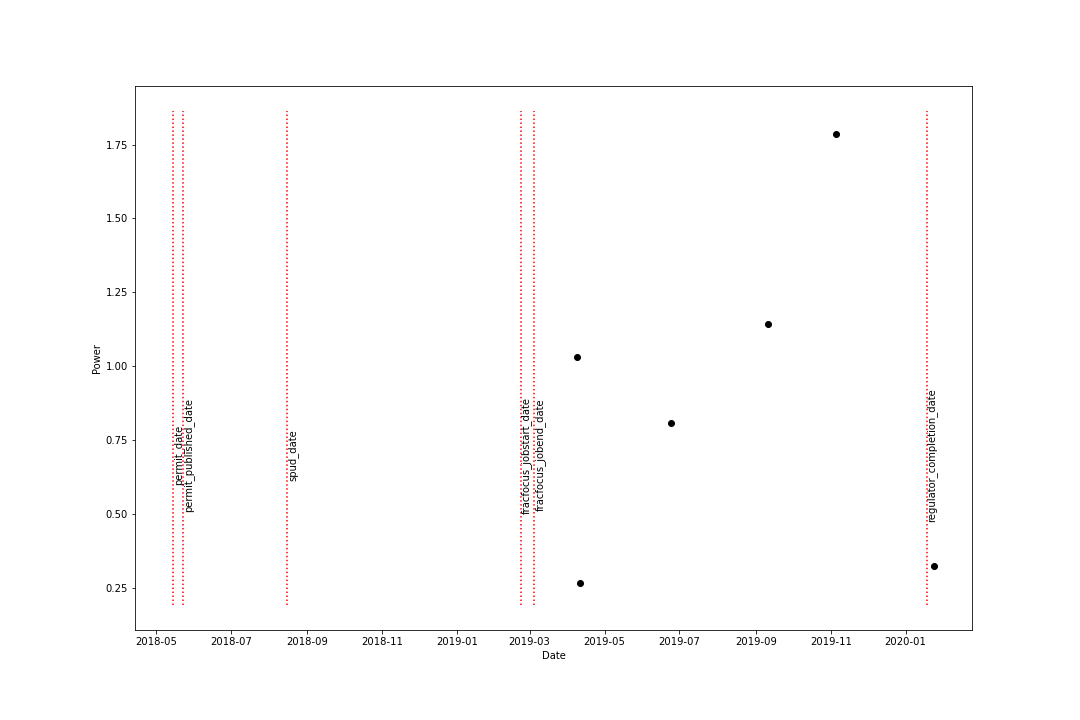 1.75
1.50
1.25
1.00
0.75
0.50
0.25
Power
permit_date
permit_published_date
spud_date
fracfocus_jobstart_date
fracfocus_jobend_date
regulator_completion_date
2018-05
2018-07
2018-09
2018-11
2019-01
2019-03
2019-05
2019-07
2019-09
2019-11
2020-01
Date